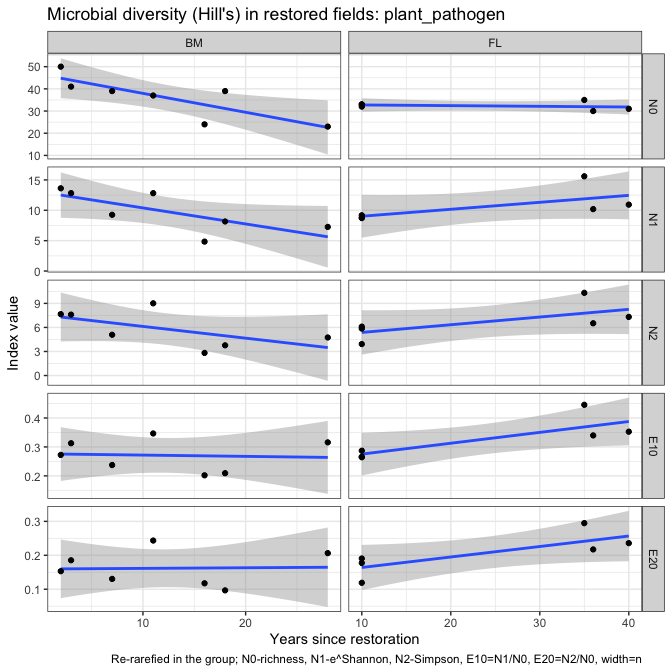 Microbial diversity (Hill's) in restored fields: plant_pathogen
BM
FL
50
40
30
20
10
N0
15
10
5
0
N1
9
6
3
0
N2
0.4
0.3
0.2
E10
0.3
0.2
0.1
E20
10
20
10
20
30
40
Index value
Years since restoration
Re-rarefied in the group; N0-richness, N1-e^Shannon, N2-Simpson, E10=N1/N0, E20=N2/N0, width=n